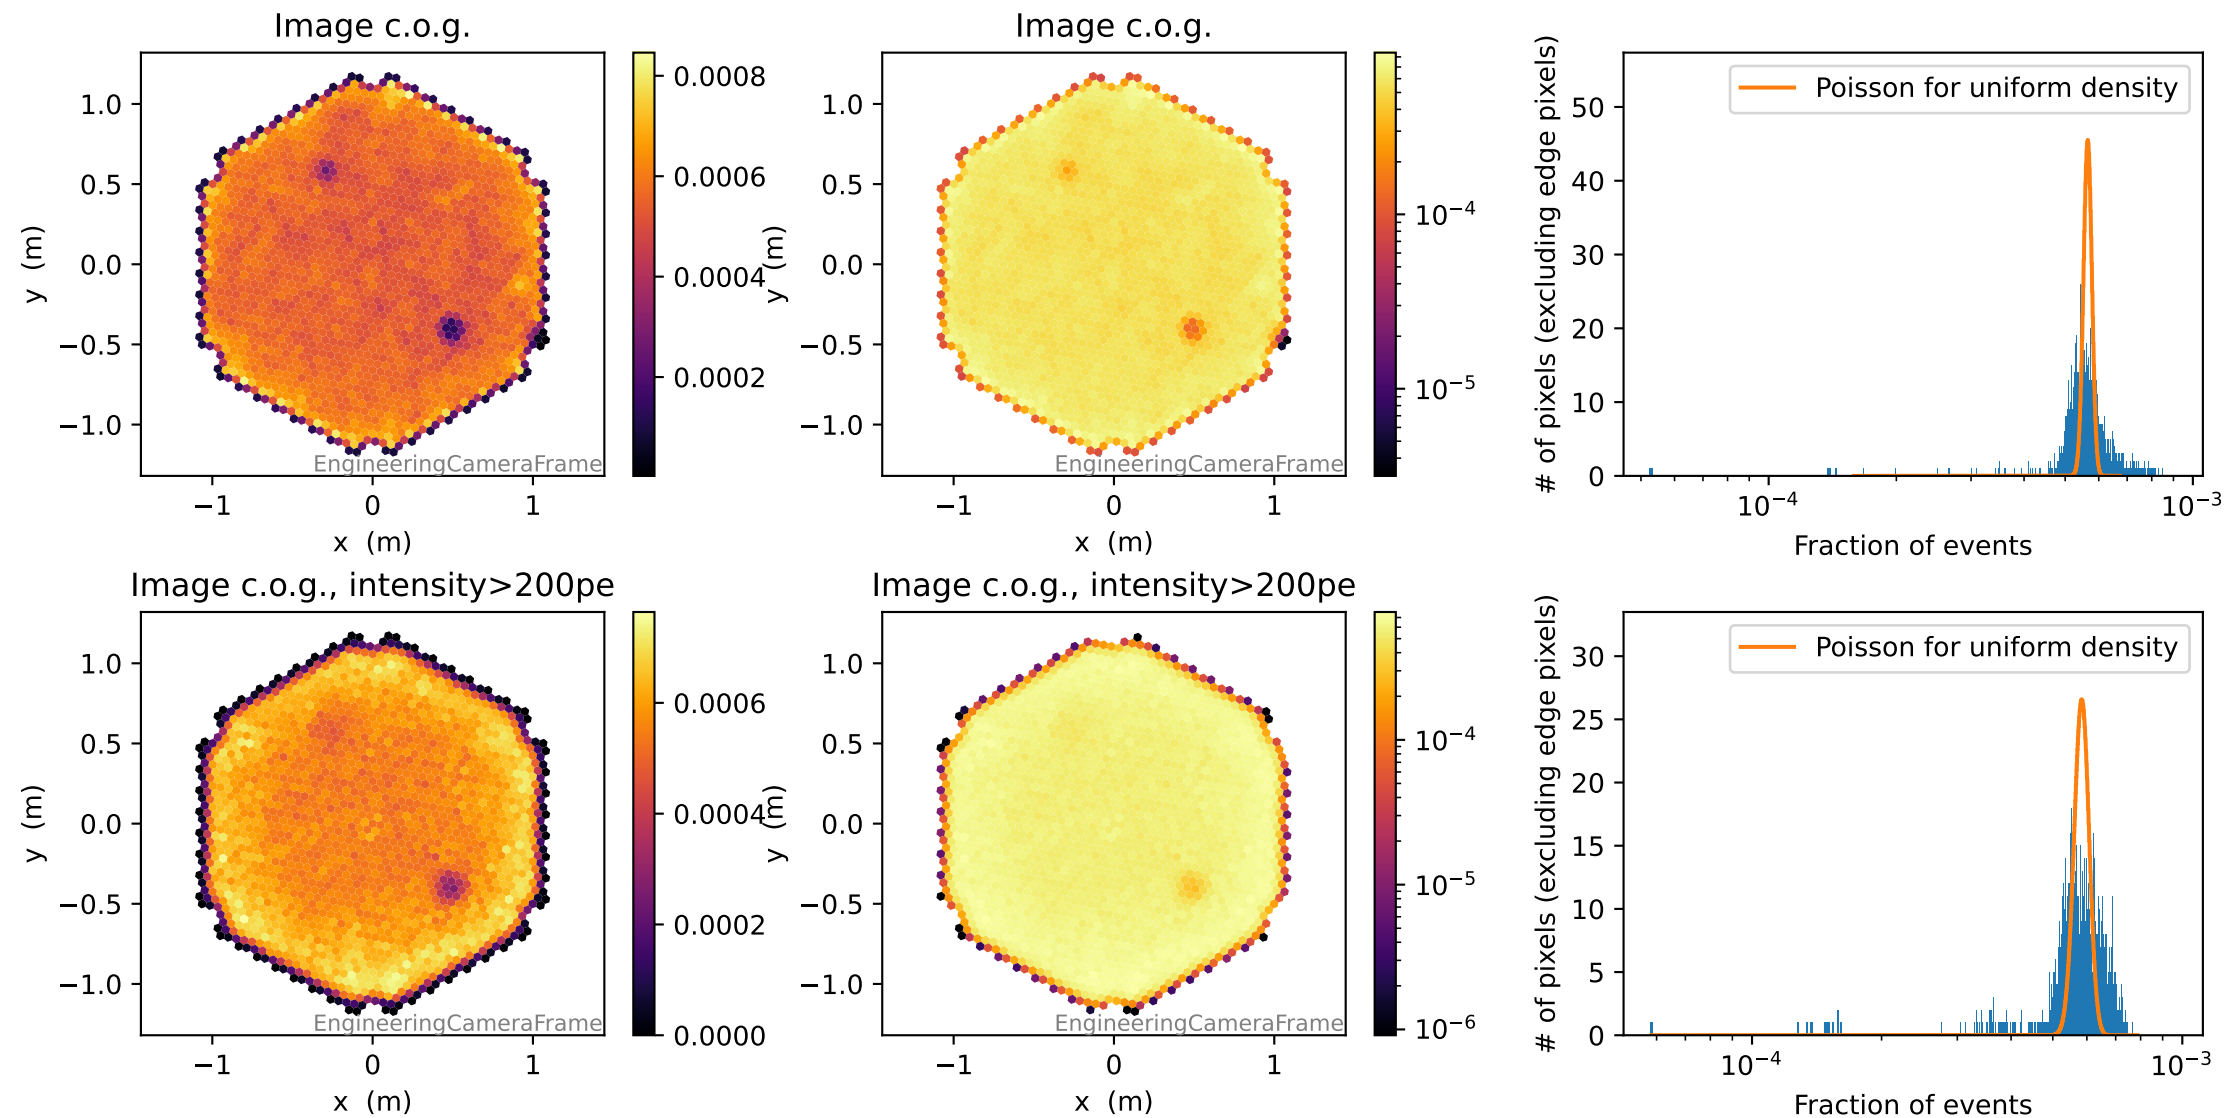 Image c.o.g.
1.0
0.5
0.0
−0.5
−1.0
y (m)
−1
0
1
x (m)
EngineeringCameraFrame
0.0008
0.0006
0.0004
0.0002
Image c.o.g.
1.0
0.5
0.0
−0.5
−1.0
y (m)
−1
0
1
x (m)
EngineeringCameraFrame
10⁻⁴
10⁻⁵
# of pixels (excluding edge pixels)
50
40
30
20
10
0
Poisson for uniform density
10⁻⁴
10⁻³
Fraction of events
Image c.o.g., intensity>200pe
1.0
0.5
0.0
−0.5
−1.0
y (m)
−1
0
1
x (m)
EngineeringCameraFrame
0.0006
0.0004
0.0002
0.0000
Image c.o.g., intensity>200pe
1.0
0.5
0.0
−0.5
−1.0
y (m)
−1
0
1
x (m)
EngineeringCameraFrame
10⁻⁴
10⁻⁵
10⁻⁶
# of pixels (excluding edge pixels)
30
25
20
15
10
5
0
Poisson for uniform density
10⁻⁴
10⁻³
Fraction of events